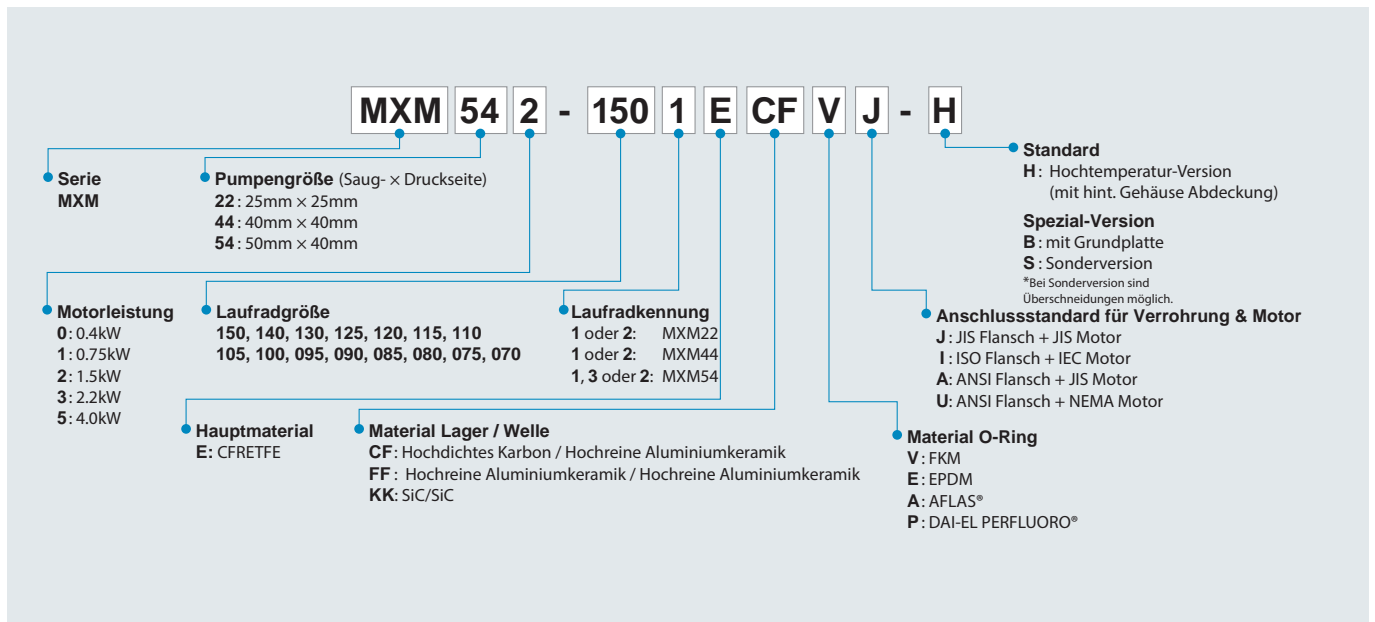 MXM 54 2 - 150 1 E CF V J - H
Serie
MXM
Pumpengröße (Saug- × Druckseite)
22 : 25mm × 25mm
44 : 40mm × 40mm
54 : 50mm × 40mm
Standard
H : Hochtemperatur-Version
(mit hint. Gehäuse Abdeckung)
Spezial-Version
B : mit Grundplatte
S : Sonderversion
*Bei Sonderversion sind
Überschneidungen möglich.
Motorleistung
0 : 0.4kW
1 : 0.75kW
2 : 1.5kW
3 : 2.2kW
5 : 4.0kW
Laufradgröße
150, 140, 130, 125, 120, 115, 110
105, 100, 095, 090, 085, 080, 075, 070
Laufradkennung
1 oder 2: MXM22
1 oder 2: MXM44
1, 3 oder 2: MXM54
Anschlussstandard für Verrohrung & Motor
J : JIS Flansch + JIS Motor
I : ISO Flansch + IEC Motor
A: ANSI Flansch + JIS Motor
U: ANSI Flansch + NEMA Motor
Hauptmaterial
E: CFRETFE
Material Lager / Welle
CF: Hochdichtes Karbon / Hochreine Aluminiumkeramik
FF : Hochreine Aluminiumkeramik / Hochreine Aluminiumkeramik
KK: SiC/SiC
Material O-Ring
V : FKM
E : EPDM
A : AFLAS®
P : DAI-EL PERFLUORO®